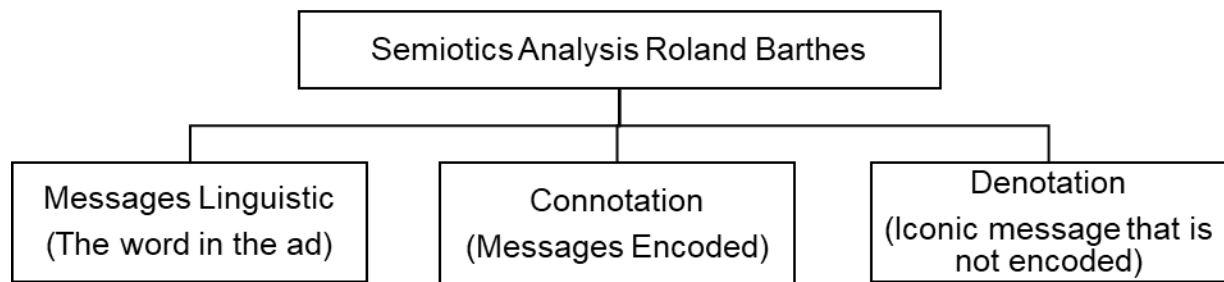 Semiotics Analysis Roland Barthes
Messages Linguistic
(The word in the ad)
Connotation
(Messages Encoded)
Denotation
(Iconic message that is
not encoded)